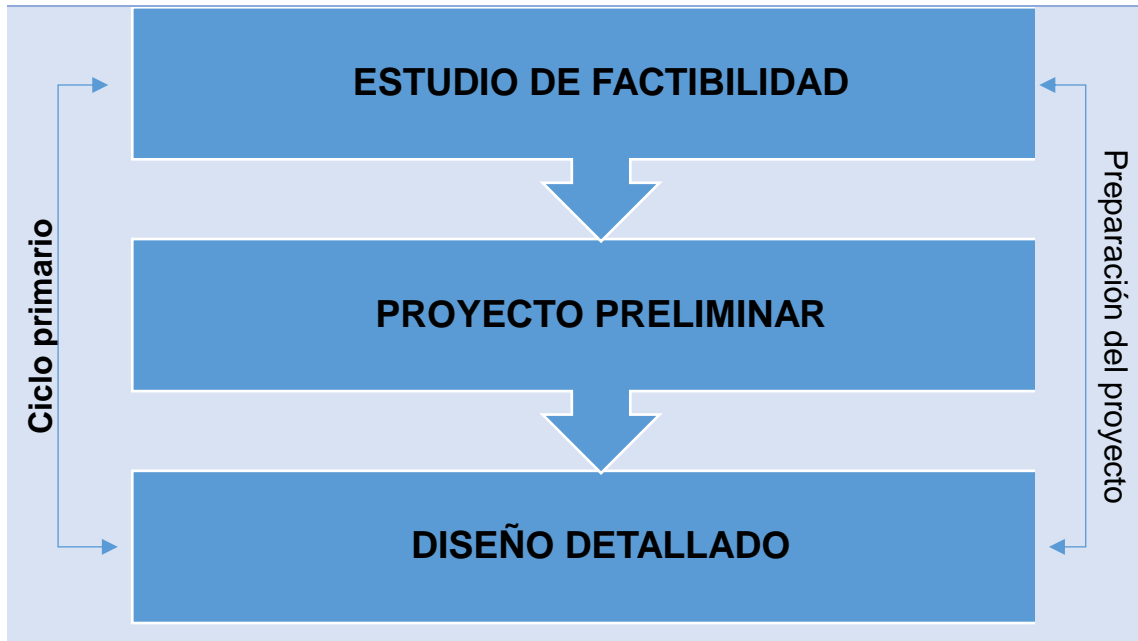 ESTUDIO DE FACTIBILIDAD
Ciclo primario
Preparación del proyecto
PROYECTO PRELIMINAR
DISEÑO DETALLADO